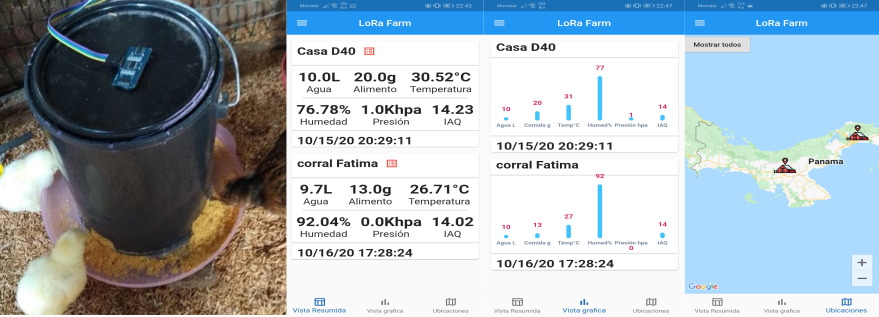 Movistar 22:43
LoRa Farm
Casa D40
10.0L 20.0g 30.52°C
Agua Alimento Temperatura
76.78% 1.0Khpa 14.23
Humedad Presión IAQ
10/15/20 20:29:11
corral Fatima
9.7L 13.0g 26.71°C
Agua Alimento Temperatura
92.04% 0.0Khpa 14.02
Humedad Presión IAQ
10/16/20 17:28:24
Vista Resumida Vista grafica Ubicaciones
Movistar 22:47
LoRa Farm
Casa D40
10 20 31 77 1 14
Agua L Comida g Temp°C Humed% Presión hpa IAQ
10/15/20 20:29:11
corral Fatima
10 13 27 92 0 14
Agua L Comida g Temp°C Humed% Presión hpa IAQ
10/16/20 17:28:24
Vista Resumida Vista grafica Ubicaciones
Movistar 22:47
LoRa Farm
Mostrar todos
Panama
+
−
Google
Vista Resumida Vista grafica Ubicaciones